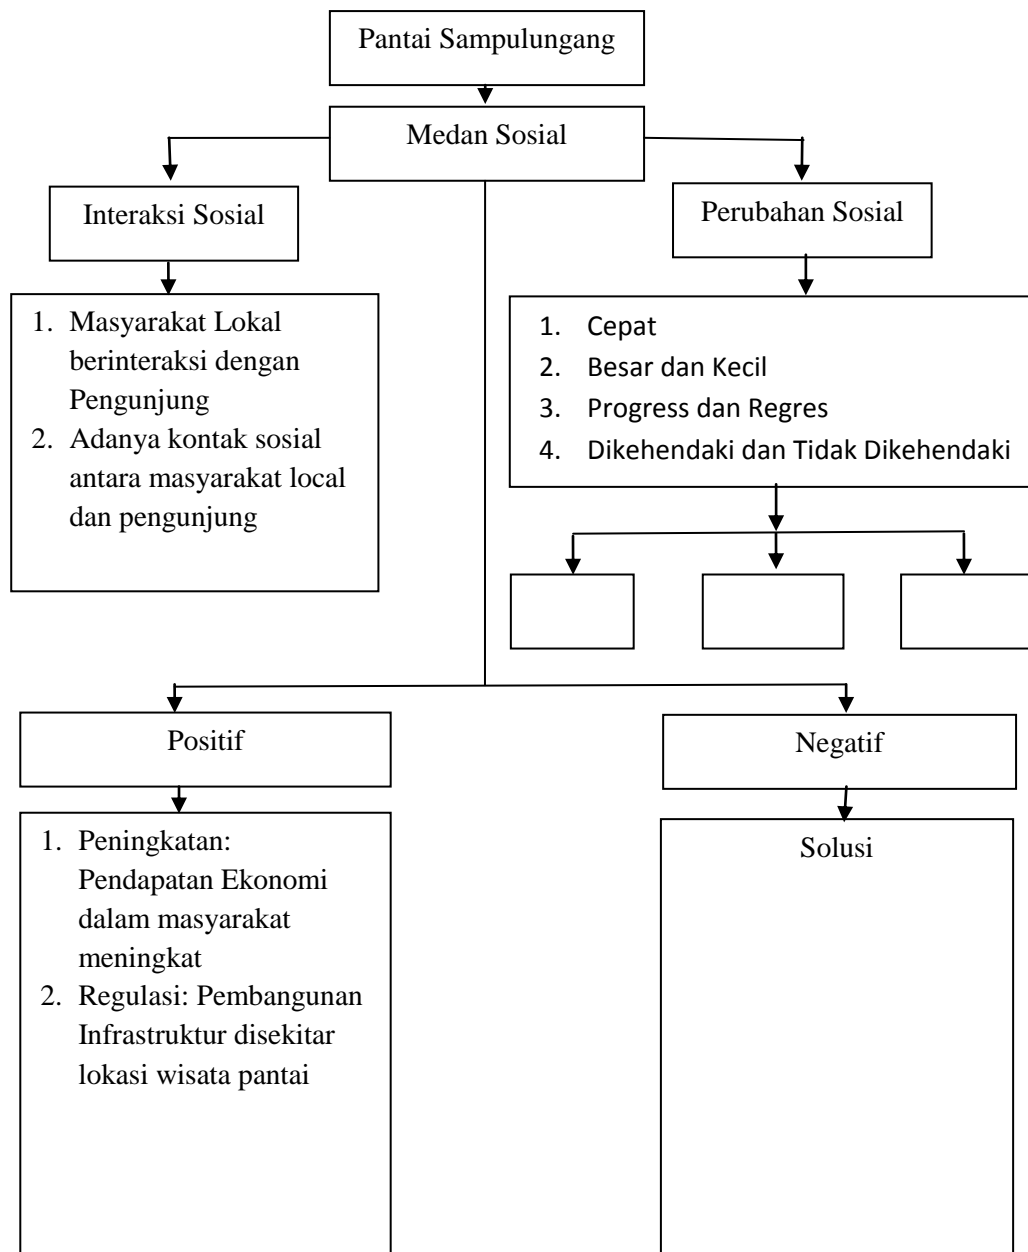 Pantai Sampulungang
Medan Sosial
Interaksi Sosial
Perubahan Sosial
1. Masyarakat Lokal
berinteraksi dengan
Pengunjung
2. Adanya kontak sosial
antara masyarakat local
dan pengunjung
1. Cepat
2. Besar dan Kecil
3. Progress dan Regres
4. Dikehendaki dan Tidak Dikehendaki
Positif
Negatif
1. Peningkatan:
Pendapatan Ekonomi
dalam masyarakat
meningkat
2. Regulasi: Pembangunan
Infrastruktur disekitar
lokasi wisata pantai
Solusi